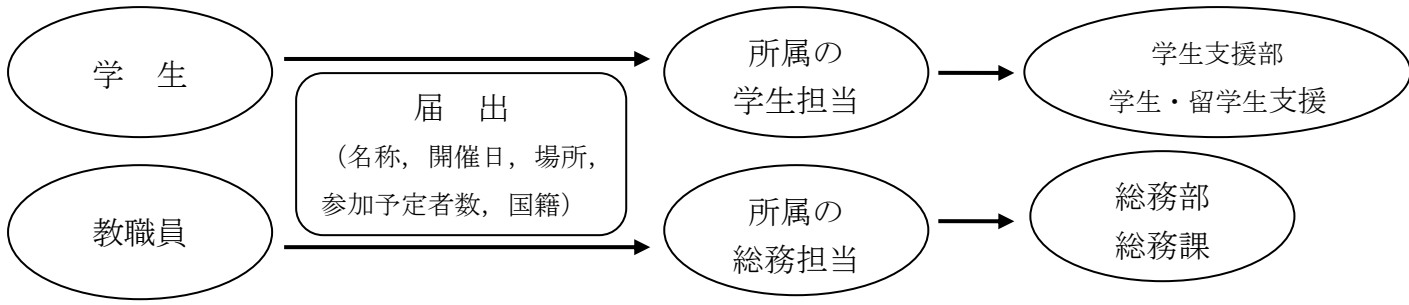 学　生
届　出
（名称，開催日，場所，
参加予定者数，国籍）
所属の
学生担当
学生支援部
学生・留学生支援
教職員
所属の
総務担当
総務部
総務課